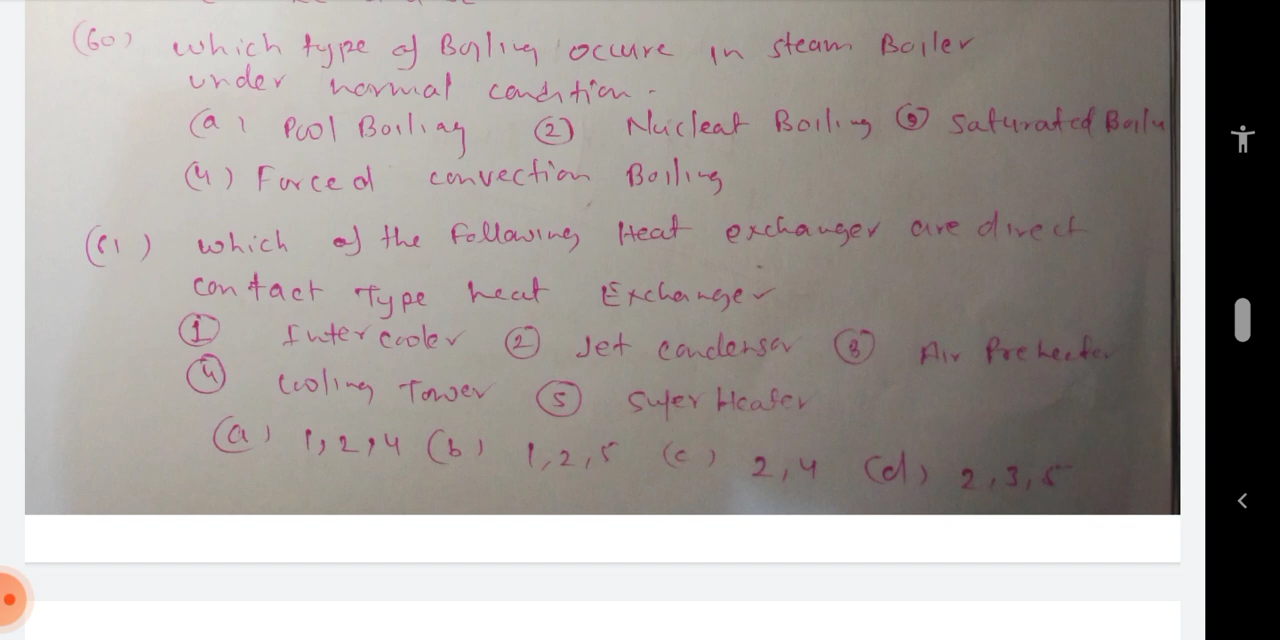 (60) which type of Boiling occure in steam Boiler
under normal condition.
(a) Pool Boiling (2) Nucleat Boiling (3) Saturated Boilu
(4) Forced convection Boiling
(61) which of the following Heat exchanger are direct
contact Type heat Exchanger
(1) Inter cooler (2) Jet condensor (3) Air Preheater
(4) Cooling Tower (5) Super Heater
(a) 1,2,4 (b) 1,2,5 (c) 2,4 (d) 2,3,5